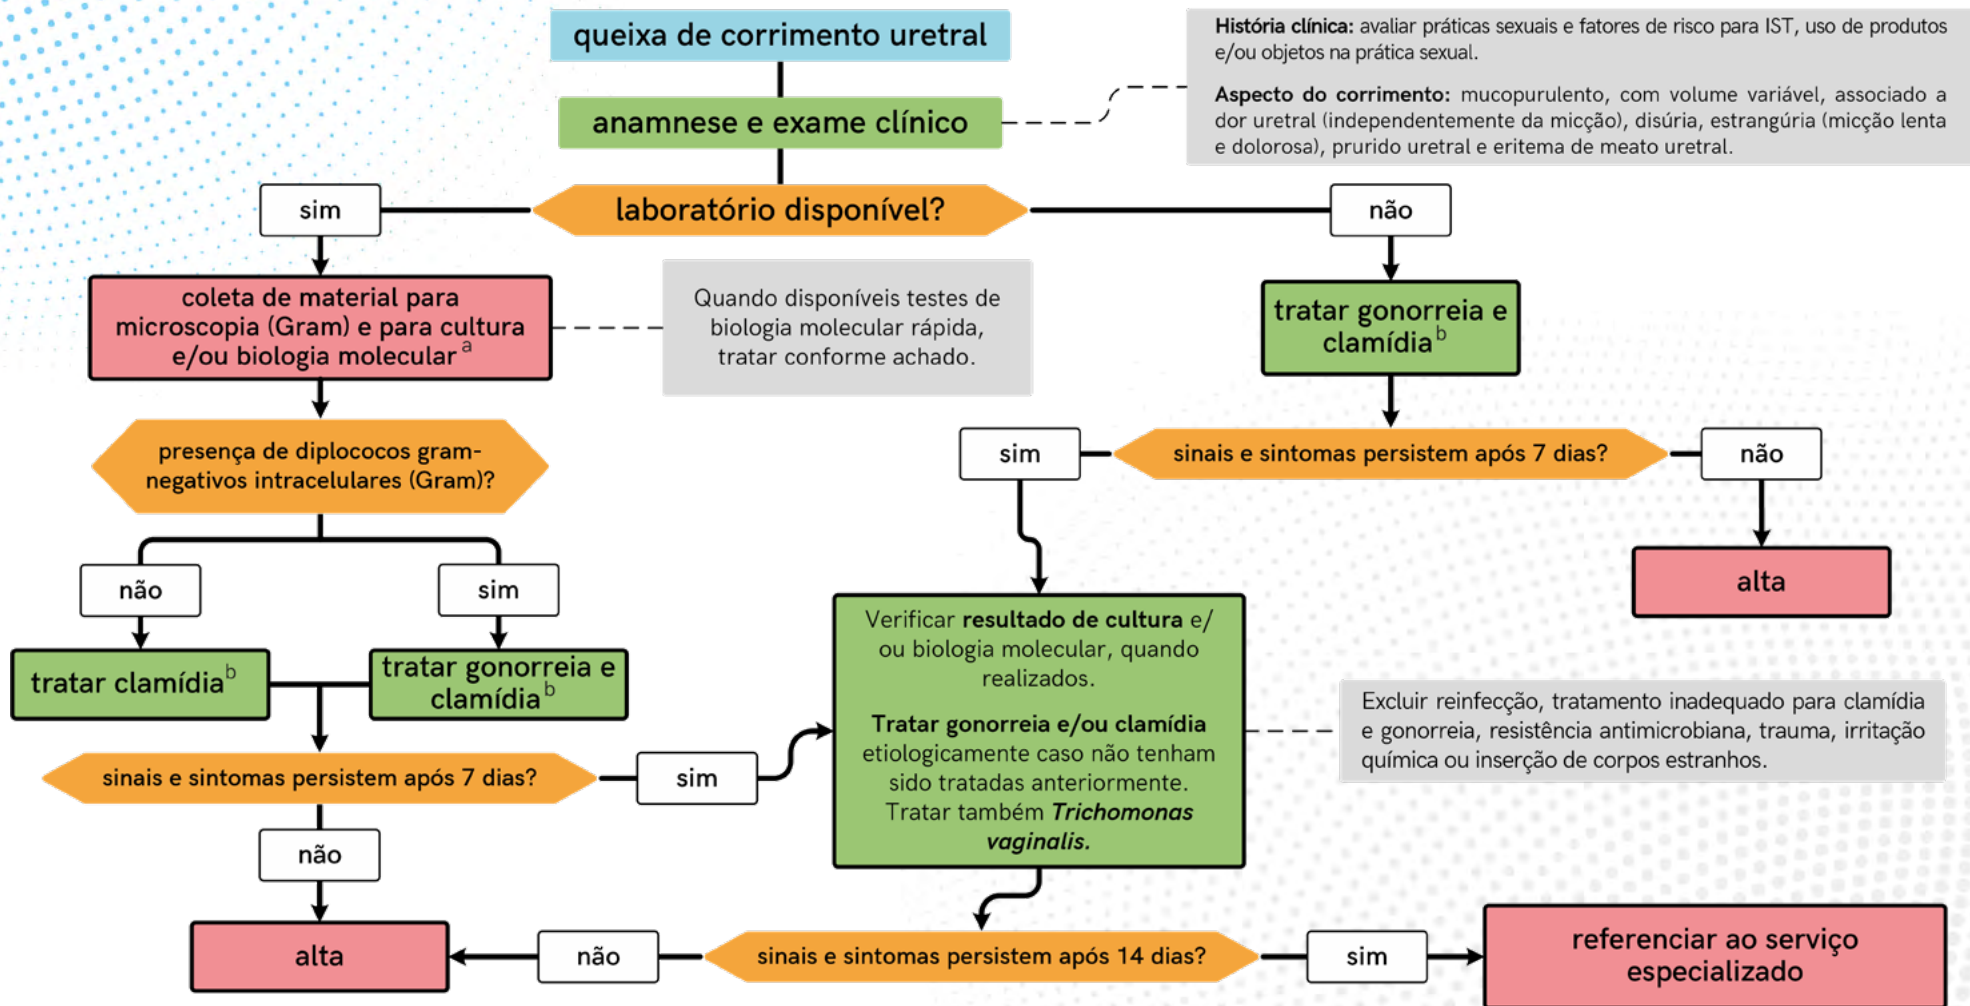 queixa de corrimento uretral
História clínica: avaliar práticas sexuais e fatores de risco para IST, uso de produtos
e/ou objetos na prática sexual.
Aspecto do corrimento: mucopurulento, com volume variável, associado a
dor uretral (independentemente da micção), disúria, estrangúria (micção lenta
e dolorosa), prurido uretral e eritema de meato uretral.
anamnese e exame clínico
laboratório disponível?
sim
não
coleta de material para
microscopia (Gram) e para cultura
e/ou biologia molecular a
Quando disponíveis testes de
biologia molecular rápida,
tratar conforme achado.
tratar gonorreia e
clamídia b
presença de diplococos gram-
negativos intracelulares (Gram)?
sim
sinais e sintomas persistem após 7 dias?
não
alta
não
sim
tratar clamídia b
tratar gonorreia e
clamídia b
Verificar resultado de cultura e/
ou biologia molecular, quando
realizados.
Tratar gonorreia e/ou clamídia
etiologicamente caso não tenham
sido tratadas anteriormente.
Tratar também Trichomonas
vaginalis.
Excluir reinfecção, tratamento inadequado para clamídia
e gonorreia, resistência antimicrobiana, trauma, irritação
química ou inserção de corpos estranhos.
sinais e sintomas persistem após 7 dias?
sim
não
alta
não
sinais e sintomas persistem após 14 dias?
sim
referenciar ao serviço
especializado